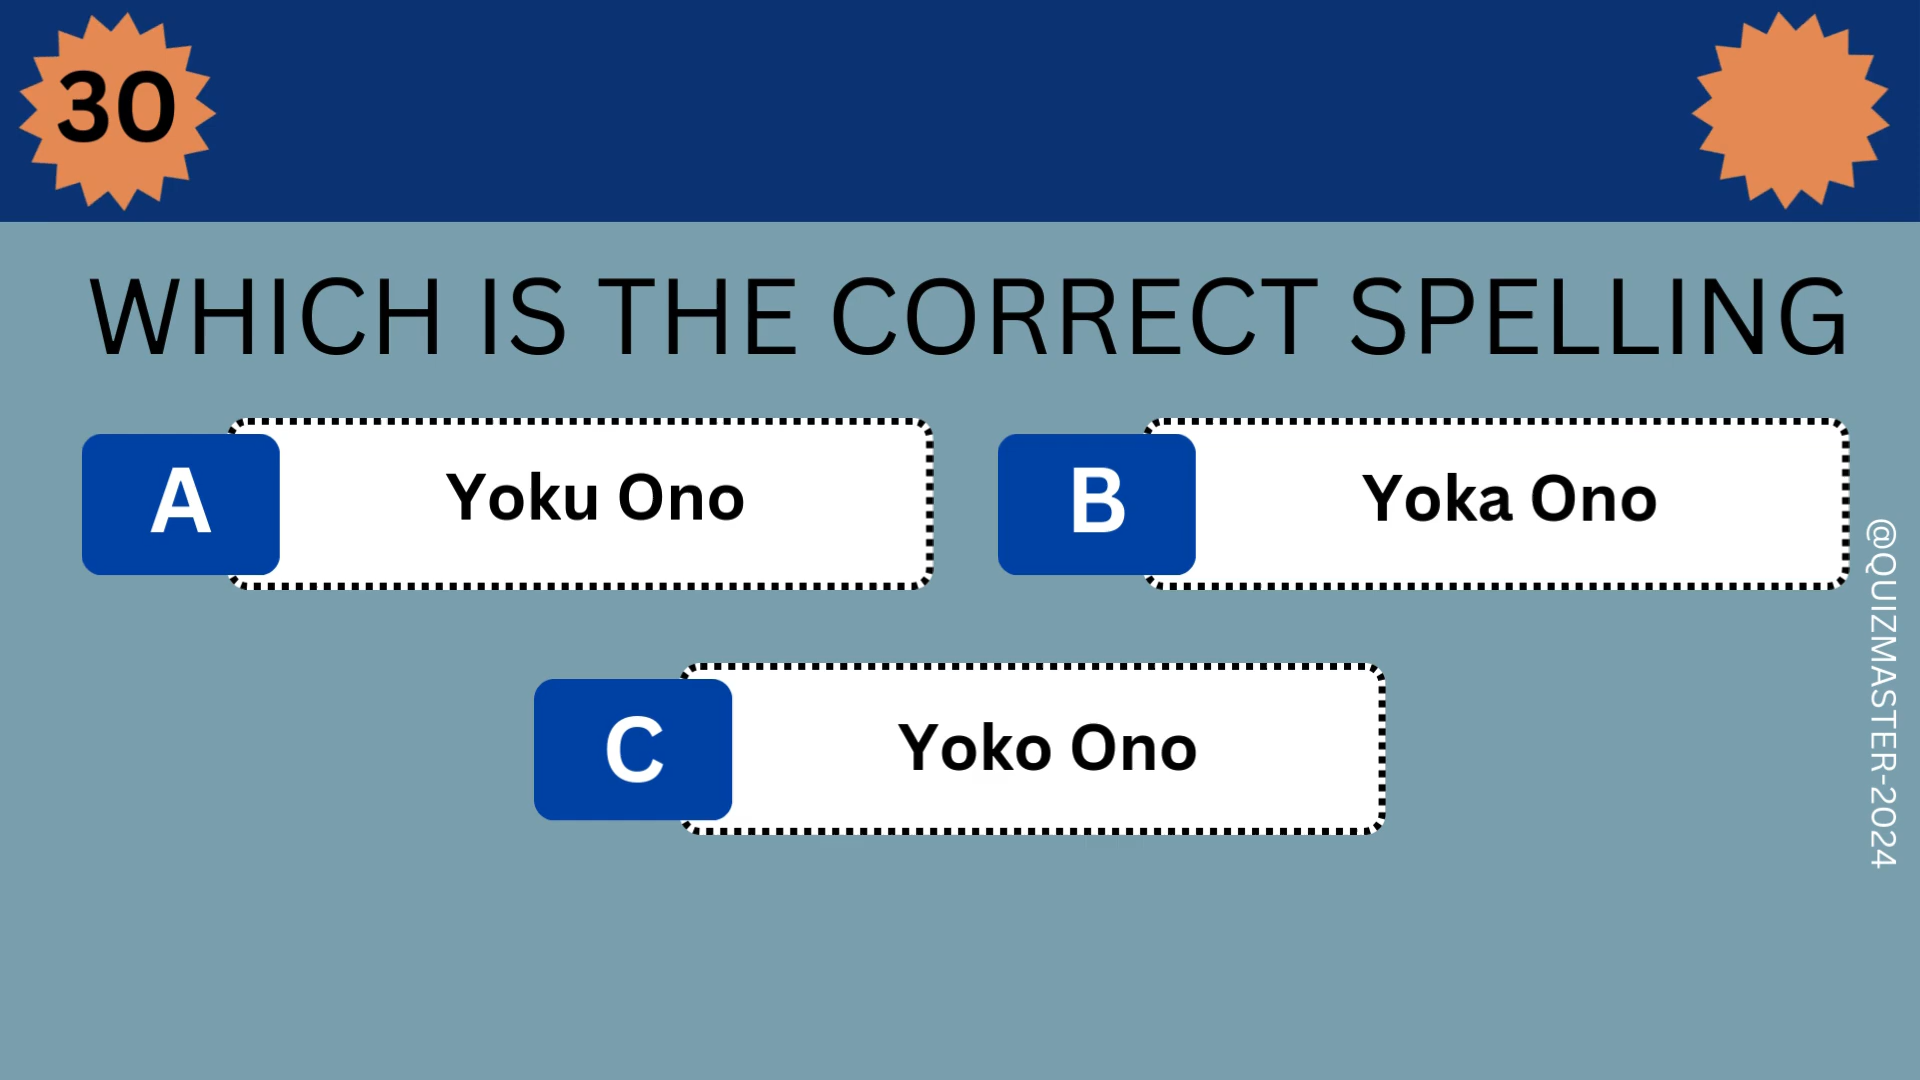 30
WHICH IS THE CORRECT SPELLING
A Yoku Ono
B Yoka Ono
C Yoko Ono
@QUIZMASTER-2024